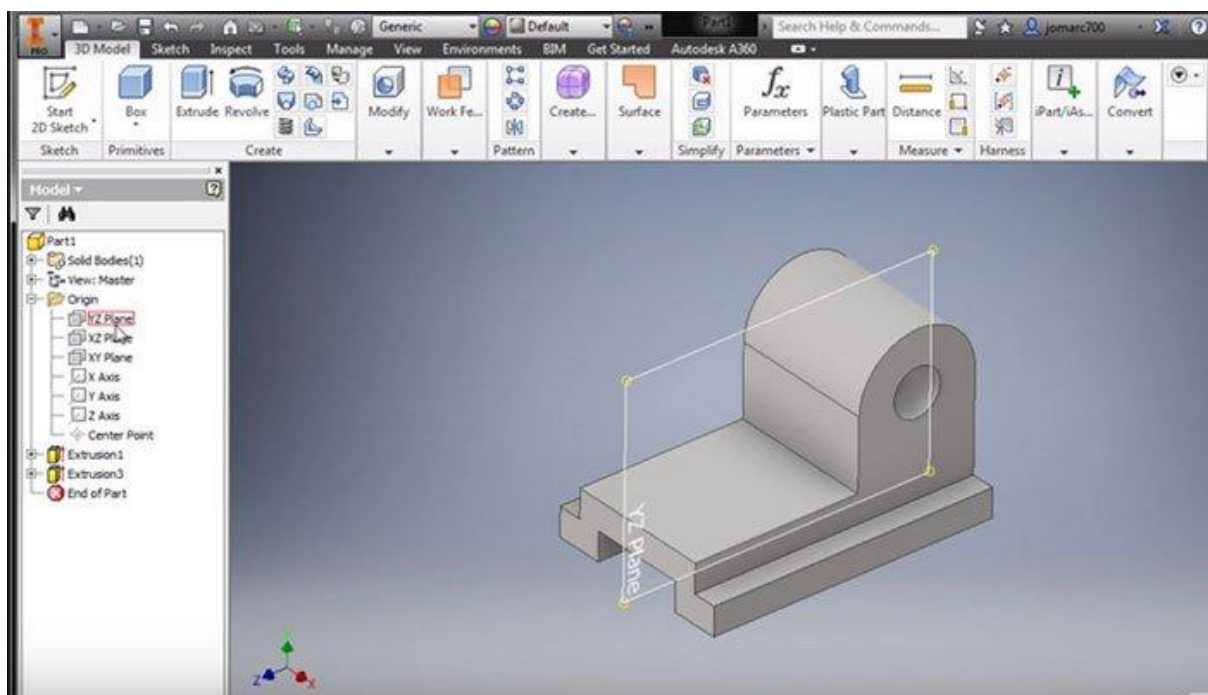 PRO
Generic
Default
Part1
Search Help & Commands...
jomarc700
3D Model Sketch Inspect Tools Manage View Environments BIM Get Started Autodesk A360
Start 2D Sketch
Box
Extrude
Revolve
Modify
Work Fe...
Create...
Surface
fx
Parameters
Plastic Part
Distance
iPart/iAs...
Convert
Sketch Primitives Create Pattern Simplify Parameters Measure Harness
Model
Part1
Solid Bodies(1)
View: Master
Origin
YZ Plane
XZ Plane
XY Plane
X Axis
Y Axis
Z Axis
Center Point
Extrusion1
Extrusion3
End of Part
YZ Plane
Y
Z
X